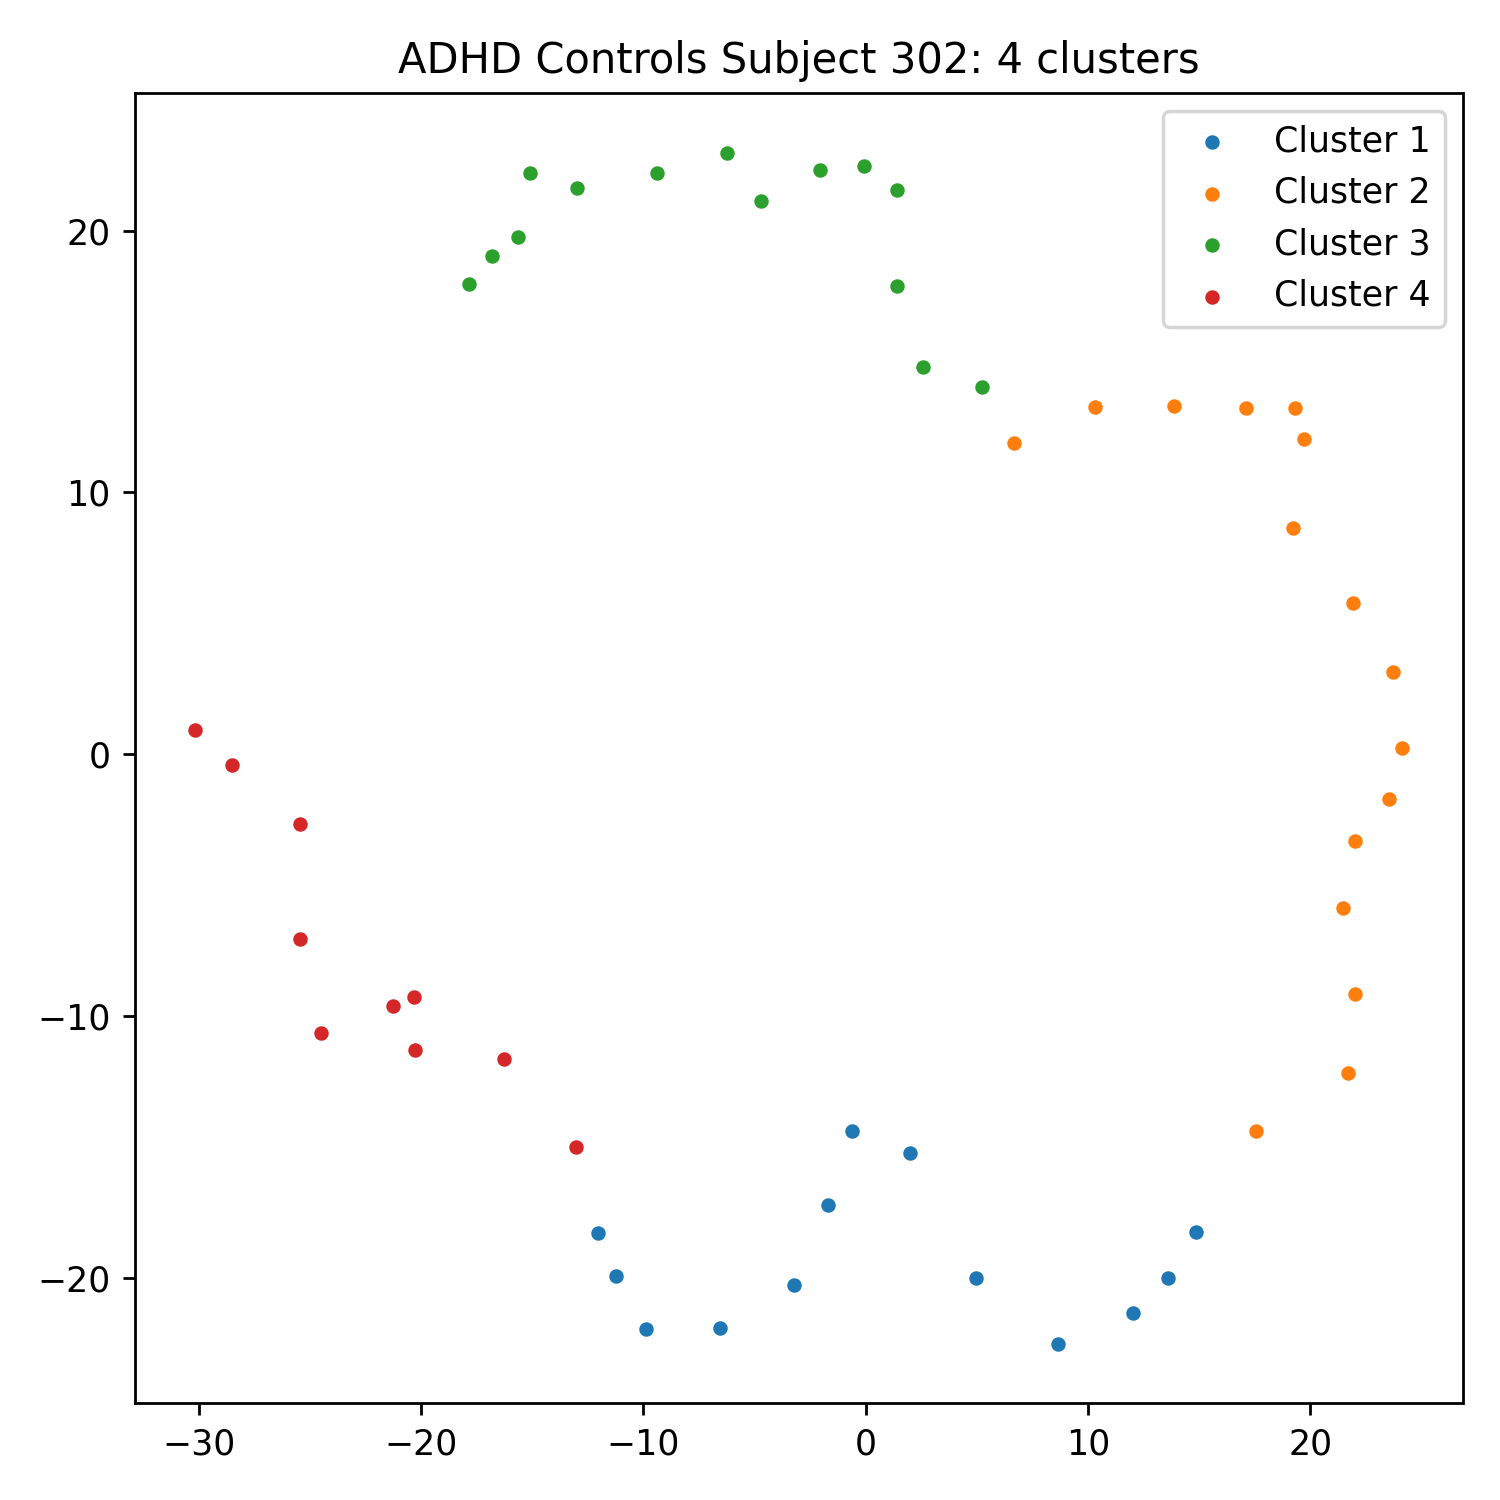 ADHD Controls Subject 302: 4 clusters
Cluster 1
Cluster 2
Cluster 3
Cluster 4
20
10
0
−10
−20
−30 −20 −10 0 10 20